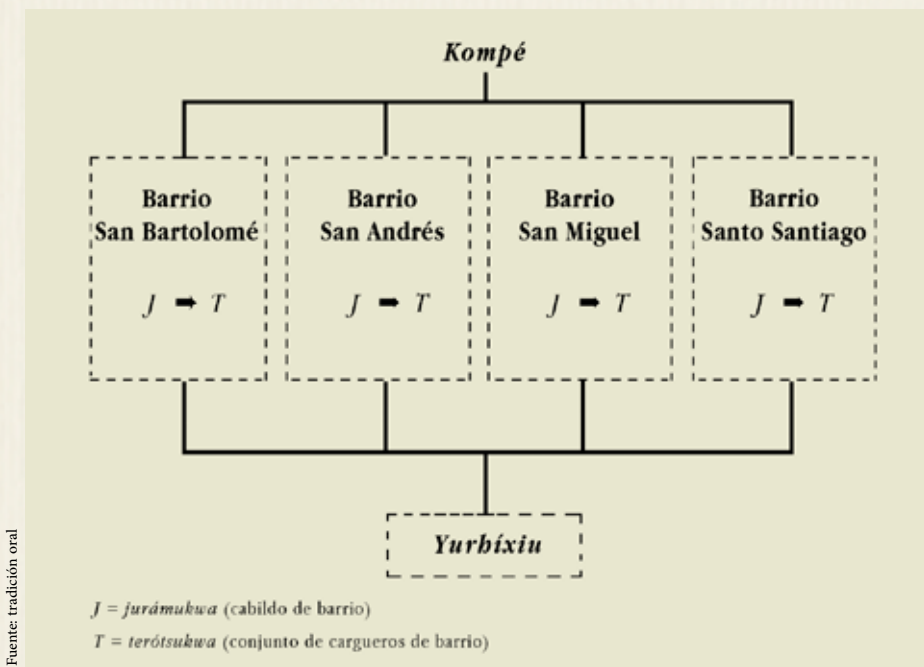 Kompé
Barrio
San Bartolomé
J ➡ T
Barrio
San Andrés
J ➡ T
Barrio
San Miguel
J ➡ T
Barrio
Santo Santiago
J ➡ T
Yurhíxiu
J = jurámukwa (cabildo de barrio)
T = terótsukwa (conjunto de cargueros de barrio)
Fuente: tradición oral